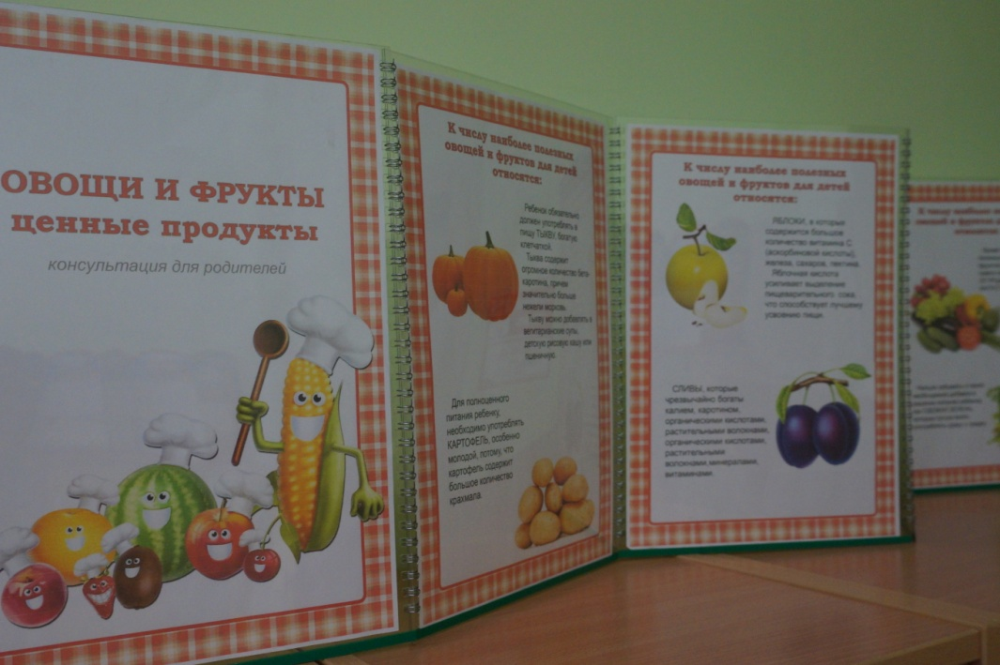 ОВОЩИ И ФРУКТЫ
ценные продукты
консультация для родителей
К числу наиболее полезных
овощей и фруктов для детей
относятся:
Ребенок обязательно
должен употреблять в
пищу ТЫКВУ, богатую
клетчаткой.
Тыква содержит
огромное количество бета-
каротина, причем
значительно больше
нежели морковь.
Тыкву можно добавлять в
вегетарианские супы,
детскую рисовую кашу или
пшеничную.
Для полноценного
питания ребенку,
необходимо употреблять
КАРТОФЕЛЬ, особенно
молодой, потому, что
картофель содержит
большое количество
крахмала.
К числу наиболее полезных
овощей и фруктов для детей
относятся:
ЯБЛОКИ, в которых
содержится большое
количество витамина С
(аскорбиновой кислоты),
железа, сахаров, пектина.
Яблочная кислота
усиливает выделение
пищеварительного сока,
что способствует лучшему
усвоению пищи.
СЛИВЫ, которые
чрезвычайно богаты
калием, каротином,
органическими кислотами,
растительными волокнами,
органическими кислотами,
растительными
волокнами,минералами,
витаминами.
К числу наиболее